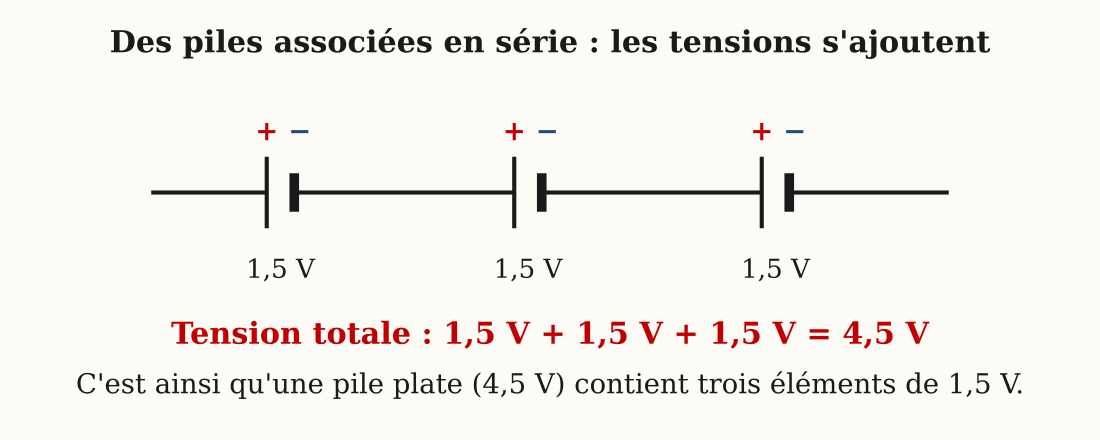 Des piles associées en série : les tensions s'ajoutent
+ − + − + −
1,5 V 1,5 V 1,5 V
Tension totale : 1,5 V + 1,5 V + 1,5 V = 4,5 V
C'est ainsi qu'une pile plate (4,5 V) contient trois éléments de 1,5 V.